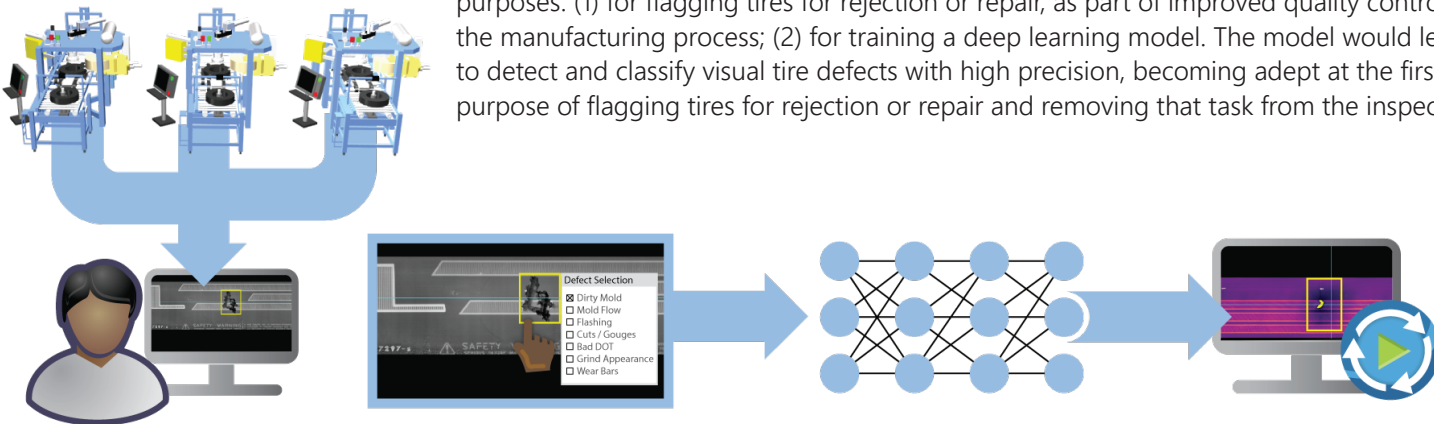 purposes: (1) for flagging tires for rejection or repair, as part of improved quality contro
the manufacturing process; (2) for training a deep learning model. The model would le
to detect and classify visual tire defects with high precision, becoming adept at the firs
purpose of flagging tires for rejection or repair and removing that task from the inspec
Defect Selection
Dirty Mold
Mold Flow
Flashing
Cuts / Gouges
Bad DOT
Grind Appearance
Wear Bars
SAFETY WARNING
SAFETY